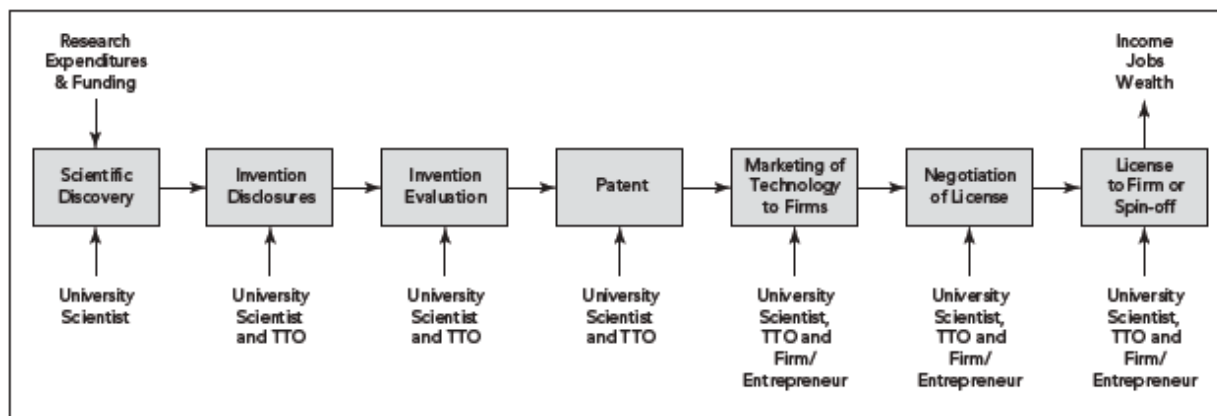 Research
Expenditures
& Funding
Income
Jobs
Wealth
Scientific
Discovery
Invention
Disclosures
Invention
Evaluation
Patent
Marketing of
Technology
to Firms
Negotiation
of License
License
to Firm or
Spin-off
University
Scientist
University
Scientist
and TTO
University
Scientist
and TTO
University
Scientist
and TTO
University
Scientist,
TTO and
Firm/
Entrepreneur
University
Scientist,
TTO and
Firm/
Entrepreneur
University
Scientist,
TTO and
Firm/
Entrepreneur